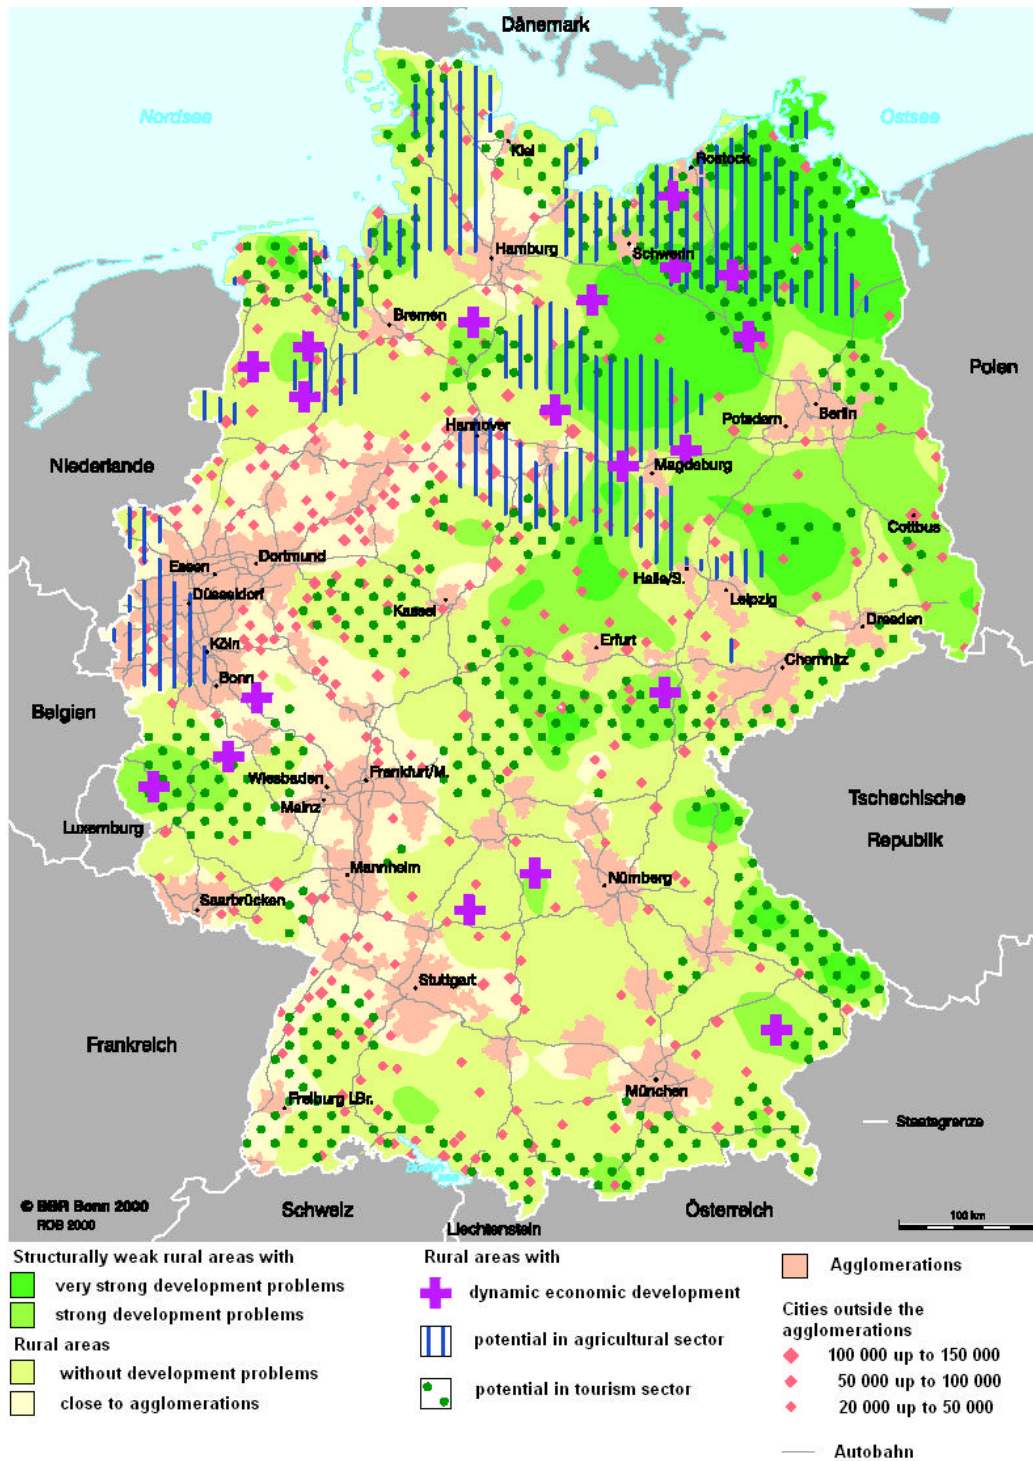 Dänemark
Nordsee
Ostsee
Kiel
Rostock
Hamburg
Schwerin
Bremen
Polen
Berlin
Potsdam
Hannover
Magdeburg
Niederlande
Cottbus
Dortmund
Essen
Halle/S.
Düsseldorf
Leipzig
Kassel
Dresden
Köln
Erfurt
Chemnitz
Bonn
Belgien
Wiesbaden
Frankfurt/M.
Mainz
Tschechische
Republik
Luxemburg
Mannheim
Nürnberg
Saarbrücken
Stuttgart
Frankreich
München
Freiburg i.Br.
Staatsgrenze
Boden-
see
© BBR Bonn 2000
ROB 2000
Schweiz
Österreich
Liechtenstein
100 km
Structurally weak rural areas with
very strong development problems
strong development problems
Rural areas
without development problems
close to agglomerations
Rural areas with
dynamic economic development
potential in agricultural sector
potential in tourism sector
Agglomerations
Cities outside the
agglomerations
100 000 up to 150 000
50 000 up to 100 000
20 000 up to 50 000
Autobahn